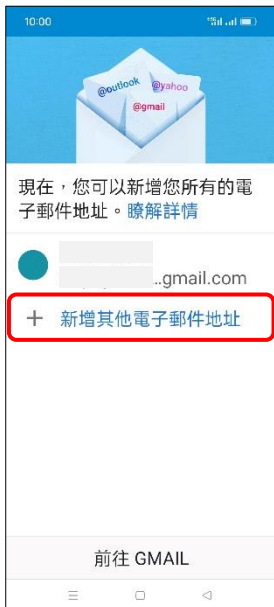 10:00
@outlook @yahoo
@gmail
現在，您可以新增您所有的電
子郵件地址。瞭解詳情
...gmail.com
+ 新增其他電子郵件地址
前往 GMAIL